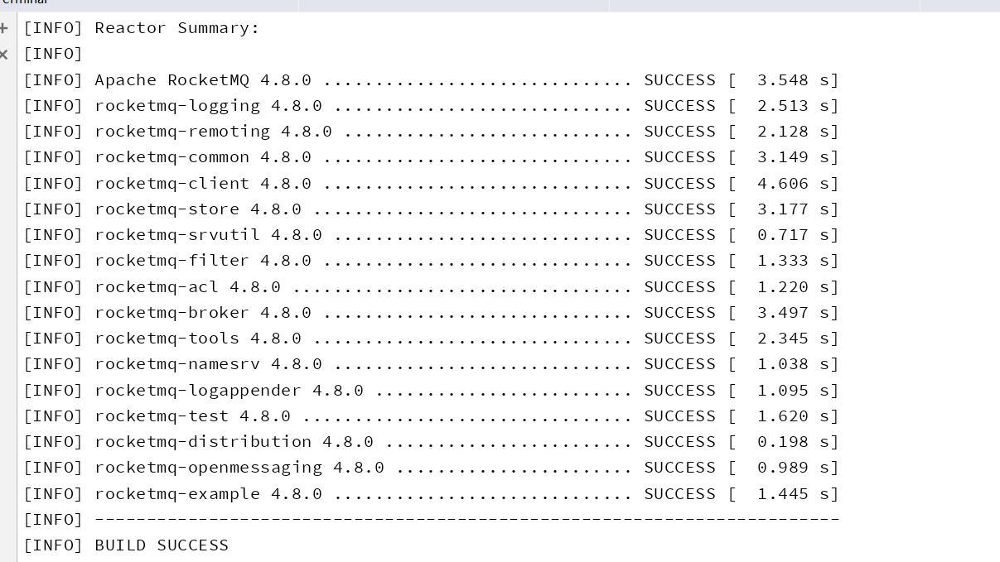 [INFO] Reactor Summary:
[INFO]
[INFO] Apache RocketMQ 4.8.0 .............................. SUCCESS [  3.548 s]
[INFO] rocketmq-logging 4.8.0 ............................. SUCCESS [  2.513 s]
[INFO] rocketmq-remoting 4.8.0 ............................ SUCCESS [  2.128 s]
[INFO] rocketmq-common 4.8.0 .............................. SUCCESS [  3.149 s]
[INFO] rocketmq-client 4.8.0 .............................. SUCCESS [  4.606 s]
[INFO] rocketmq-store 4.8.0 ............................... SUCCESS [  3.177 s]
[INFO] rocketmq-srvutil 4.8.0 ............................. SUCCESS [  0.717 s]
[INFO] rocketmq-filter 4.8.0 .............................. SUCCESS [  1.333 s]
[INFO] rocketmq-acl 4.8.0 ................................. SUCCESS [  1.220 s]
[INFO] rocketmq-broker 4.8.0 .............................. SUCCESS [  3.497 s]
[INFO] rocketmq-tools 4.8.0 ............................... SUCCESS [  2.345 s]
[INFO] rocketmq-namesrv 4.8.0 ............................. SUCCESS [  1.038 s]
[INFO] rocketmq-logappender 4.8.0 ......................... SUCCESS [  1.095 s]
[INFO] rocketmq-test 4.8.0 ................................ SUCCESS [  1.620 s]
[INFO] rocketmq-distribution 4.8.0 ........................ SUCCESS [  0.198 s]
[INFO] rocketmq-openmessaging 4.8.0 ....................... SUCCESS [  0.989 s]
[INFO] rocketmq-example 4.8.0 ............................. SUCCESS [  1.445 s]
[INFO] ------------------------------------------------------------------------
[INFO] BUILD SUCCESS